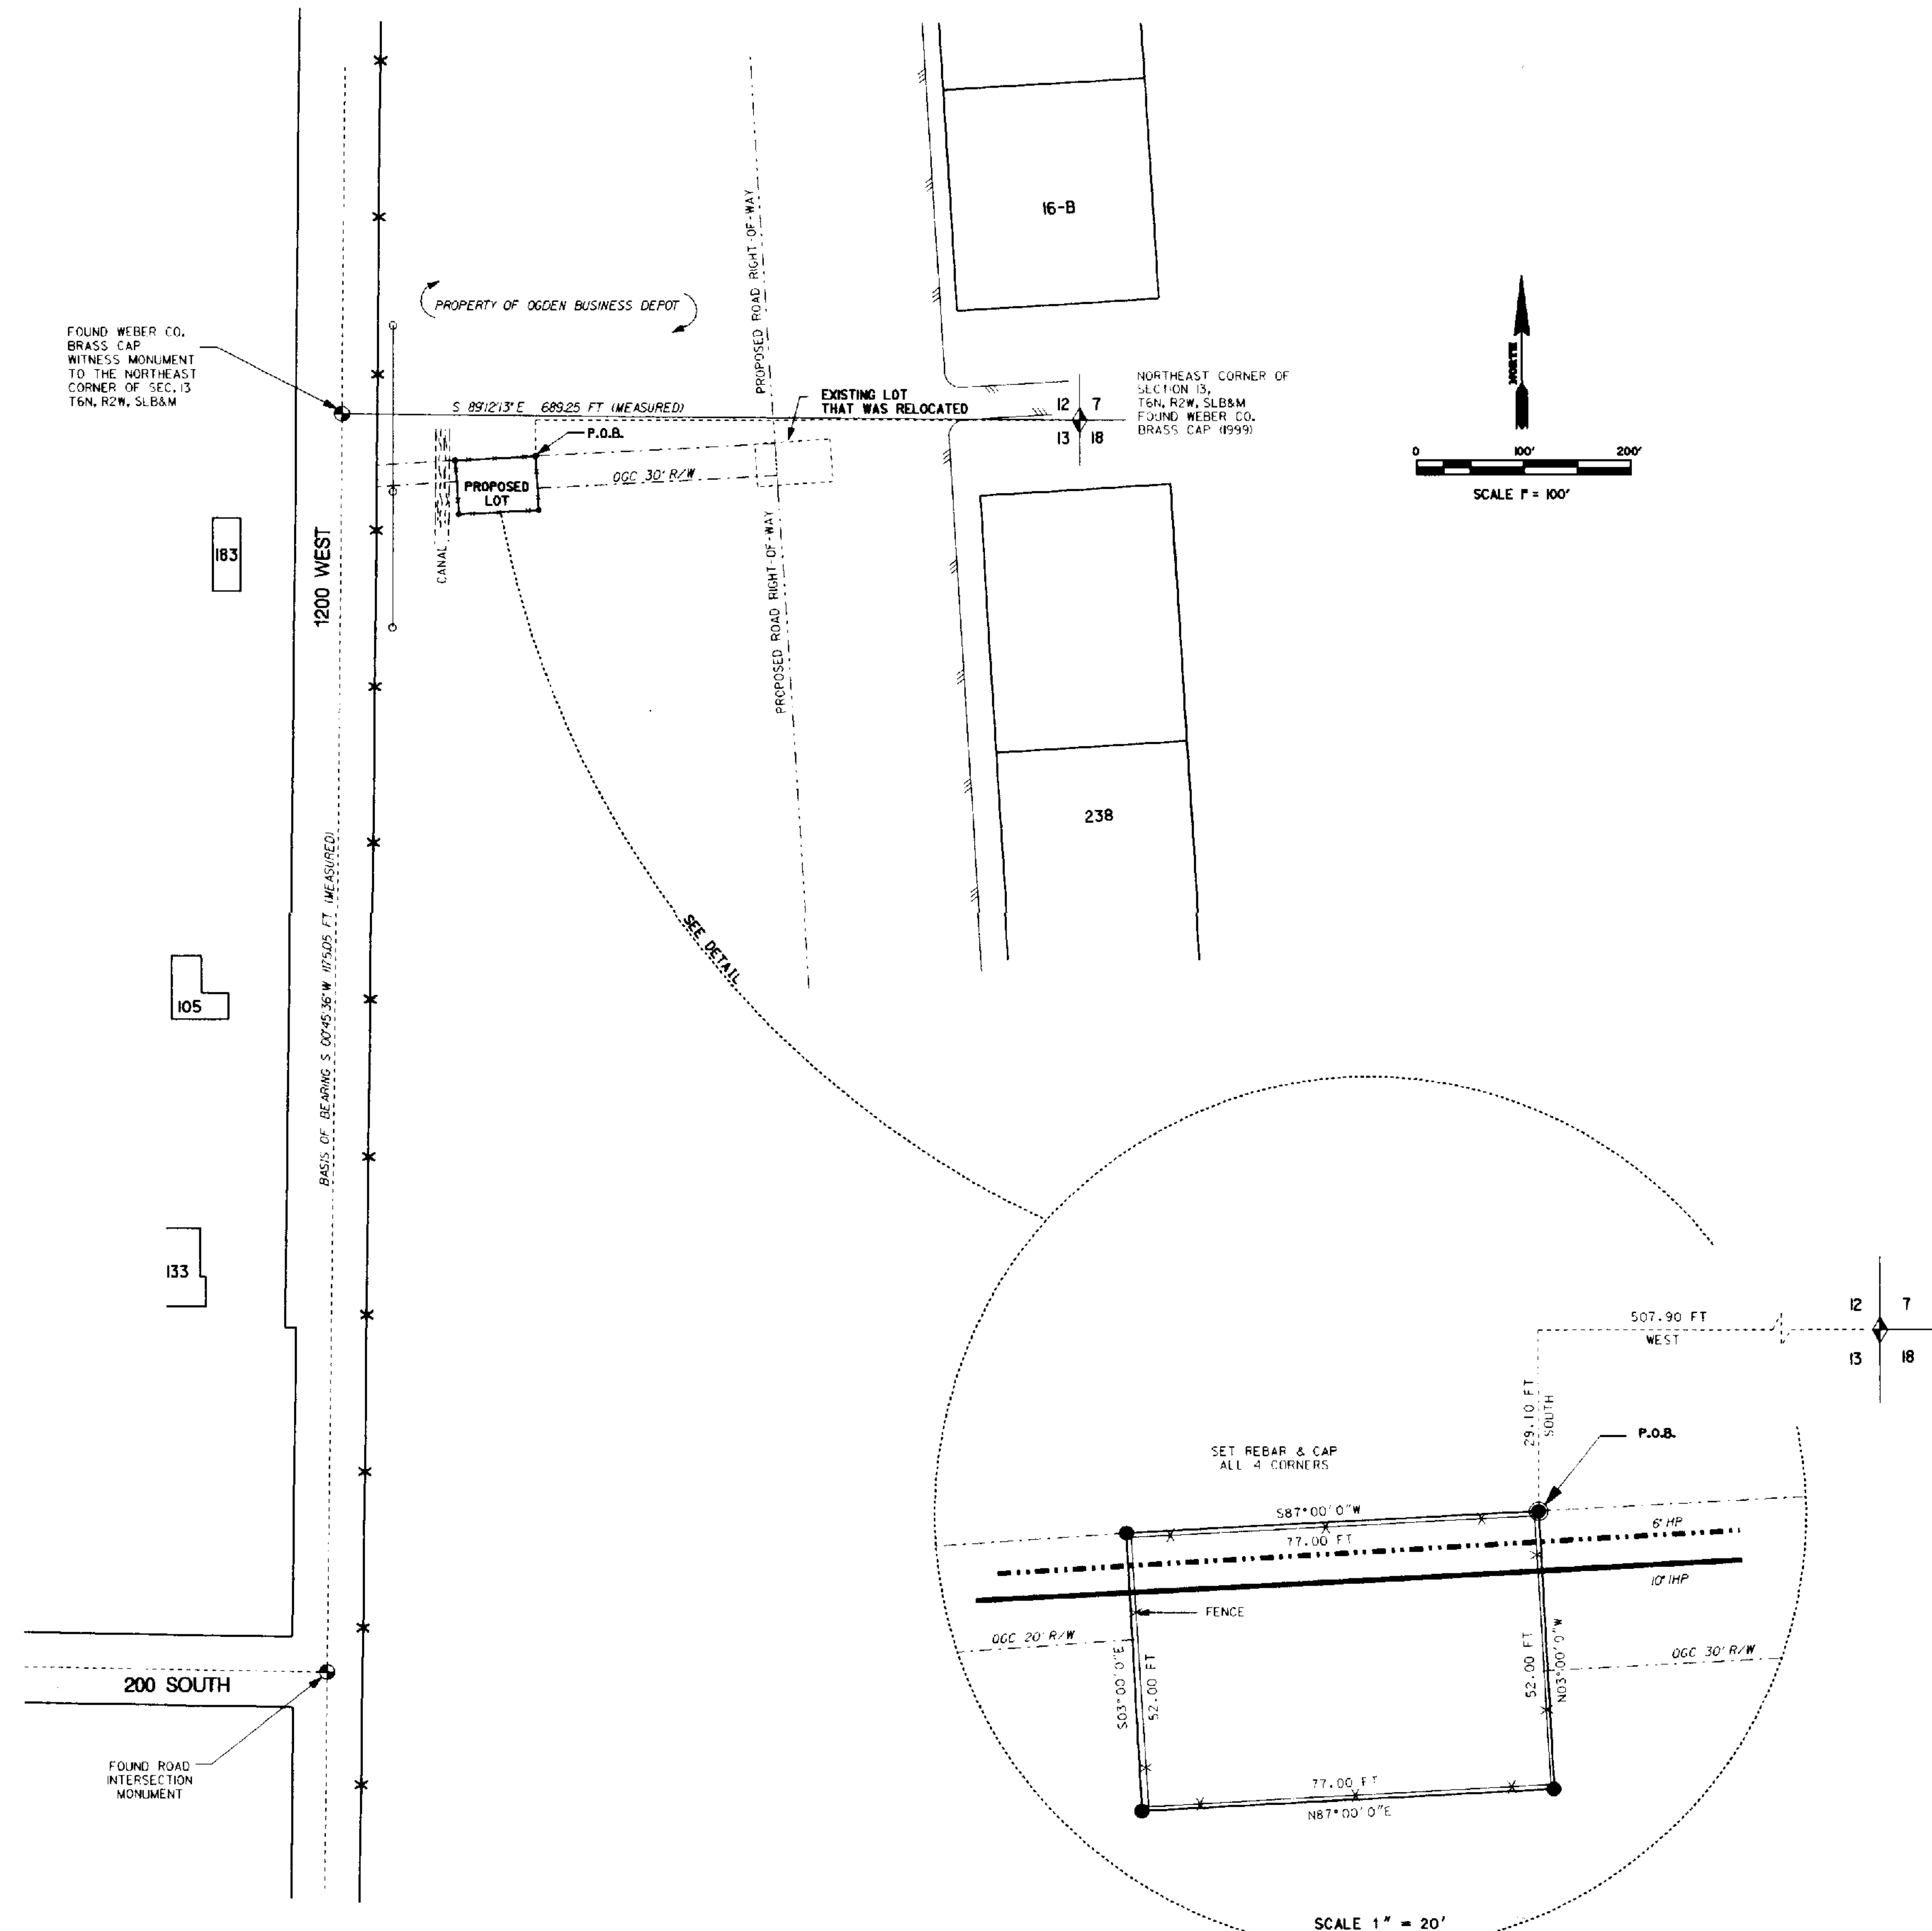 16-B
PROPOSED ROAD RIGHT-OF-WAY
PROPERTY OF OGDEN BUSINESS DEPOT
FOUND WEBER CO.
BRASS CAP
WITNESS MONUMENT
TO THE NORTHEAST
CORNER OF SEC. 13
T6N, R2W, SLB&M
NORTH
S 89°12'13"E 689.25 FT (MEASURED)
EXISTING LOT
THAT WAS RELOCATED
12 7
13 18
NORTHEAST CORNER OF
SECTION 13,
T6N, R2W, SLB&M
FOUND WEBER CO.
BRASS CAP (1999)
P.O.B.
0 100' 200'
SCALE 1" = 100'
OGC 30' R/W
PROPOSED
LOT
CANAL
183
1200 WEST
PROPOSED ROAD RIGHT-OF-WAY
238
SEE DETAIL
BASIS OF BEARING S 00°45'36"W 1175.05 FT (MEASURED)
105
133
200 SOUTH
FOUND ROAD
INTERSECTION
MONUMENT
507.90 FT
WEST
12 7
13 18
29.10 FT
SOUTH
P.O.B.
SET REBAR & CAP
ALL 4 CORNERS
S87°00'0"W
77.00 FT
6" HP
10" IHP
FENCE
OGC 20' R/W
OGC 30' R/W
S03°00'0"E
52.00 FT
52.00 FT
N03°00'0"W
77.00 FT
N87°00'0"E
SCALE 1" = 20'